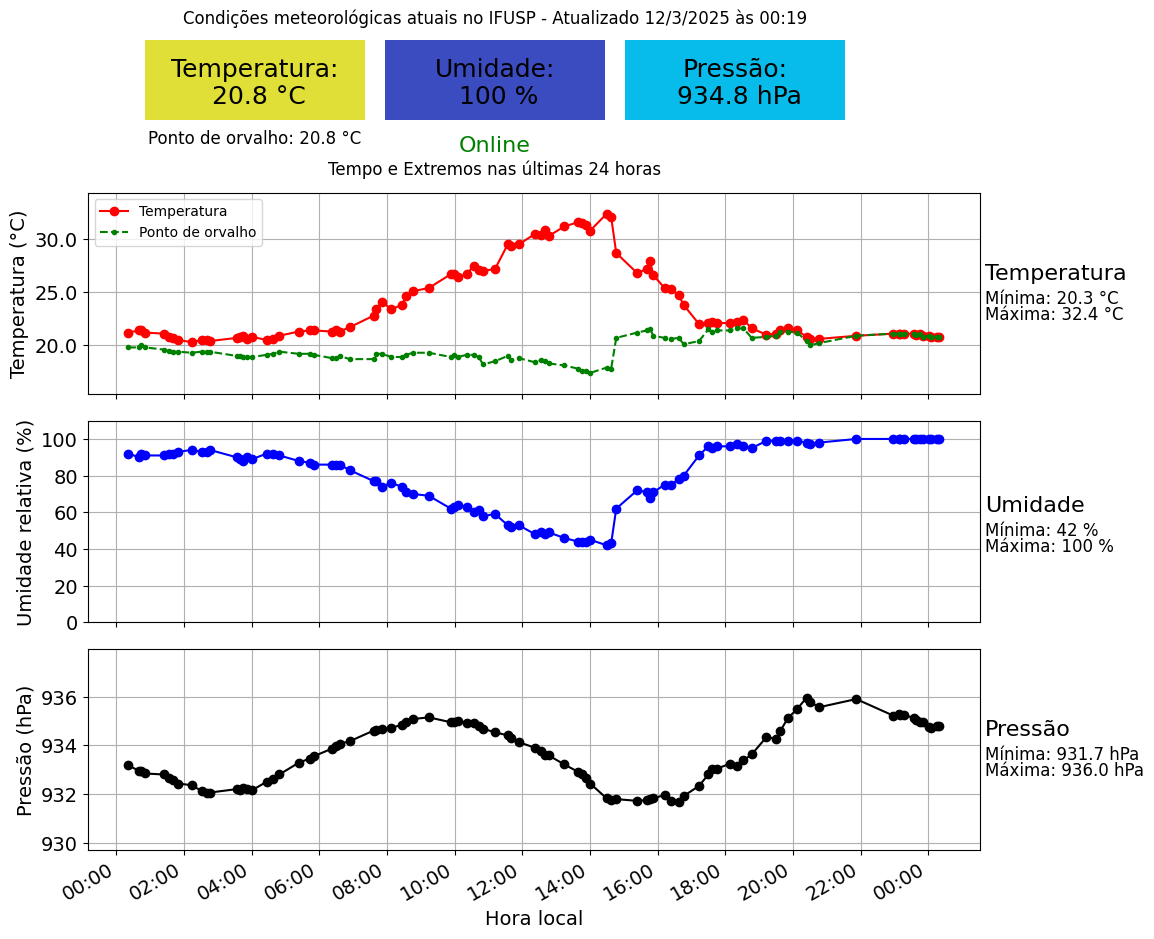 Condições meteorológicas atuais no IFUSP - Atualizado 12/3/2025 às 00:19
Temperatura:
20.8 °C
Umidade:
100 %
Pressão:
934.8 hPa
Ponto de orvalho: 20.8 °C
Online
Tempo e Extremos nas últimas 24 horas
Temperatura (°C)
30.0
25.0
20.0
Temperatura
Ponto de orvalho
Temperatura
Mínima: 20.3 °C
Máxima: 32.4 °C
Umidade relativa (%)
100
80
60
40
20
0
Umidade
Mínima: 42 %
Máxima: 100 %
Pressão (hPa)
936
934
932
930
Pressão
Mínima: 931.7 hPa
Máxima: 936.0 hPa
00:00
02:00
04:00
06:00
08:00
10:00
12:00
14:00
16:00
18:00
20:00
22:00
00:00
Hora local